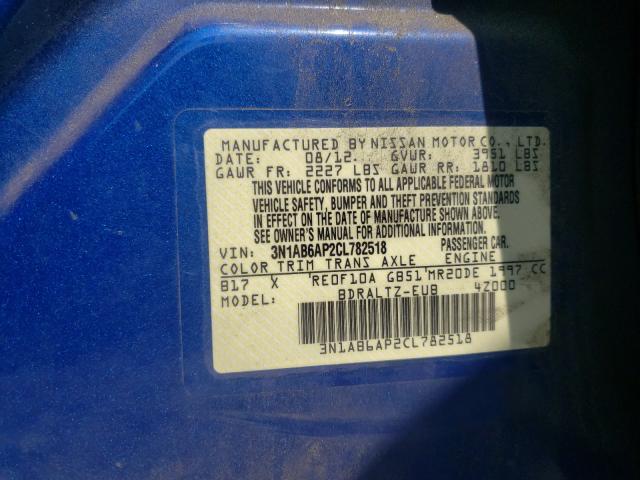 MANUFACTURED BY NISSAN MOTOR CO., LTD.
DATE: 08/12. GVWR: 3951 LBS
GAWR FR: 2227 LBS GAWR RR: 1810 LBS
THIS VEHICLE CONFORMS TO ALL APPLICABLE FEDERAL MOTOR
VEHICLE SAFETY, BUMPER AND THEFT PREVENTION STANDARDS
IN EFFECT ON THE DATE OF MANUFACTURE SHOWN ABOVE.
SEE OWNER'S MANUAL FOR ADDITIONAL INFORMATION.
VIN: 3N1AB6AP2CL782518 PASSENGER CAR.
COLOR TRIM TRANS AXLE ENGINE
B17 X RE0F10A GB51 MR20DE 1997 CC
MODEL: BDRALTZ-EUB 4Z000
3N1AB6AP2CL782518